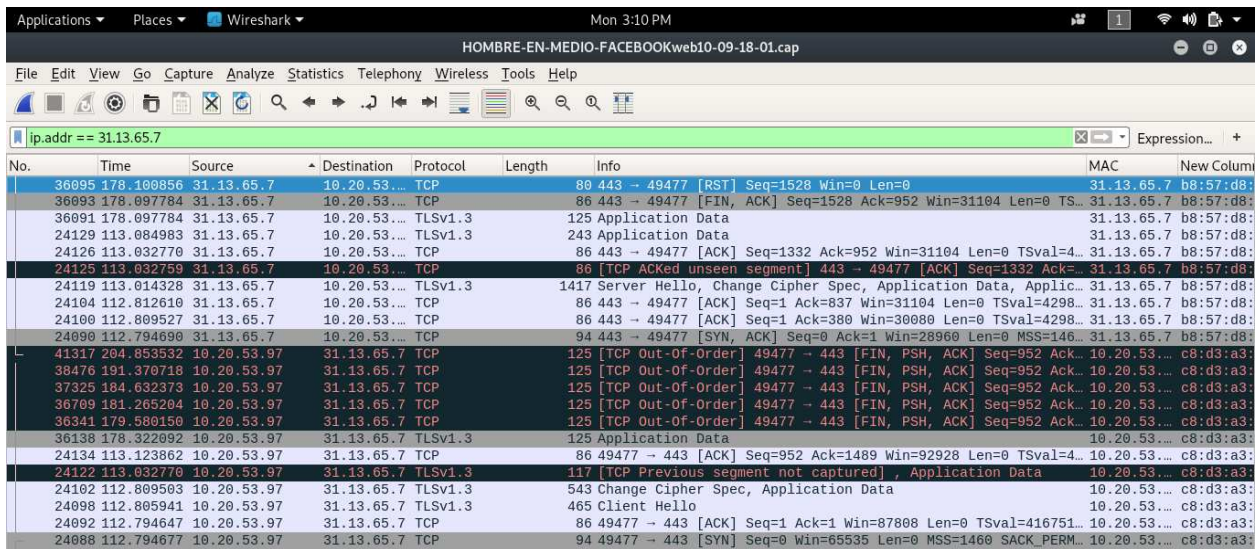 Applications Places Wireshark Mon 3:10 PM 1
HOMBRE-EN-MEDIO-FACEBOOKweb10-09-18-01.cap
File Edit View Go Capture Analyze Statistics Telephony Wireless Tools Help
ip.addr == 31.13.65.7 Expression... +
No. Time Source Destination Protocol Length Info MAC New Colum
36095 178.100856 31.13.65.7 10.20.53.... TCP 80 443 → 49477 [RST] Seq=1528 Win=0 Len=0 31.13.65.7 b8:57:d8:
36093 178.097784 31.13.65.7 10.20.53.... TCP 86 443 → 49477 [FIN, ACK] Seq=1528 Ack=952 Win=31104 Len=0 TS... 31.13.65.7 b8:57:d8:
36091 178.097784 31.13.65.7 10.20.53.... TLSv1.3 125 Application Data 31.13.65.7 b8:57:d8:
24129 113.084983 31.13.65.7 10.20.53.... TLSv1.3 243 Application Data 31.13.65.7 b8:57:d8:
24126 113.032770 31.13.65.7 10.20.53.... TCP 86 443 → 49477 [ACK] Seq=1332 Ack=952 Win=31104 Len=0 TSval=4... 31.13.65.7 b8:57:d8:
24125 113.032759 31.13.65.7 10.20.53.... TCP 86 [TCP ACKed unseen segment] 443 → 49477 [ACK] Seq=1332 Ack=... 31.13.65.7 b8:57:d8:
24119 113.014328 31.13.65.7 10.20.53.... TLSv1.3 1417 Server Hello, Change Cipher Spec, Application Data, Applic... 31.13.65.7 b8:57:d8:
24104 112.812610 31.13.65.7 10.20.53.... TCP 86 443 → 49477 [ACK] Seq=1 Ack=837 Win=31104 Len=0 TSval=4298... 31.13.65.7 b8:57:d8:
24100 112.809527 31.13.65.7 10.20.53.... TCP 86 443 → 49477 [ACK] Seq=1 Ack=380 Win=30080 Len=0 TSval=4298... 31.13.65.7 b8:57:d8:
24090 112.794690 31.13.65.7 10.20.53.... TCP 94 443 → 49477 [SYN, ACK] Seq=0 Ack=1 Win=28960 Len=0 MSS=146... 31.13.65.7 b8:57:d8:
41317 204.853532 10.20.53.97 31.13.65.7 TCP 125 [TCP Out-Of-Order] 49477 → 443 [FIN, PSH, ACK] Seq=952 Ack... 10.20.53.... c8:d3:a3:
38476 191.370718 10.20.53.97 31.13.65.7 TCP 125 [TCP Out-Of-Order] 49477 → 443 [FIN, PSH, ACK] Seq=952 Ack... 10.20.53.... c8:d3:a3:
37325 184.632373 10.20.53.97 31.13.65.7 TCP 125 [TCP Out-Of-Order] 49477 → 443 [FIN, PSH, ACK] Seq=952 Ack... 10.20.53.... c8:d3:a3:
36709 181.265204 10.20.53.97 31.13.65.7 TCP 125 [TCP Out-Of-Order] 49477 → 443 [FIN, PSH, ACK] Seq=952 Ack... 10.20.53.... c8:d3:a3:
36341 179.580150 10.20.53.97 31.13.65.7 TCP 125 [TCP Out-Of-Order] 49477 → 443 [FIN, PSH, ACK] Seq=952 Ack... 10.20.53.... c8:d3:a3:
36138 178.322092 10.20.53.97 31.13.65.7 TLSv1.3 125 Application Data 10.20.53.... c8:d3:a3:
24134 113.123862 10.20.53.97 31.13.65.7 TCP 86 49477 → 443 [ACK] Seq=952 Ack=1489 Win=92928 Len=0 TSval=4... 10.20.53.... c8:d3:a3:
24122 113.032770 10.20.53.97 31.13.65.7 TLSv1.3 117 [TCP Previous segment not captured] , Application Data 10.20.53.... c8:d3:a3:
24102 112.809503 10.20.53.97 31.13.65.7 TLSv1.3 543 Change Cipher Spec, Application Data 10.20.53.... c8:d3:a3:
24098 112.805941 10.20.53.97 31.13.65.7 TLSv1.3 465 Client Hello 10.20.53.... c8:d3:a3:
24092 112.794647 10.20.53.97 31.13.65.7 TCP 86 49477 → 443 [ACK] Seq=1 Ack=1 Win=87808 Len=0 TSval=416751... 10.20.53.... c8:d3:a3:
24088 112.794677 10.20.53.97 31.13.65.7 TCP 94 49477 → 443 [SYN] Seq=0 Win=65535 Len=0 MSS=1460 SACK_PERM... 10.20.53.... c8:d3:a3: